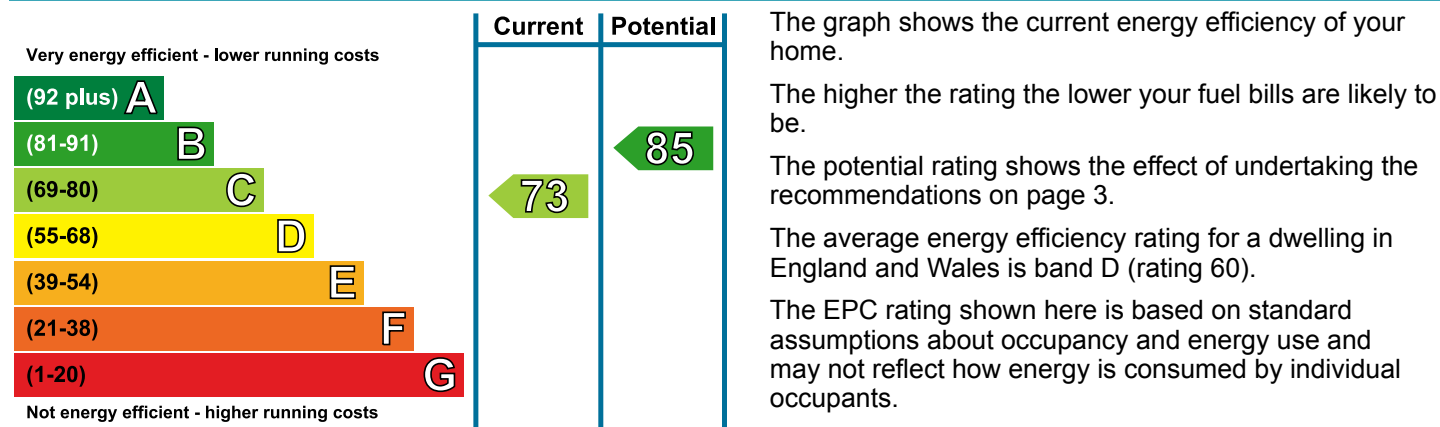 Current Potential
Very energy efficient - lower running costs
(92 plus) A
(81-91) B
(69-80) C
(55-68) D
(39-54) E
(21-38) F
(1-20) G
Not energy efficient - higher running costs
73
85
The graph shows the current energy efficiency of your
home.
The higher the rating the lower your fuel bills are likely to
be.
The potential rating shows the effect of undertaking the
recommendations on page 3.
The average energy efficiency rating for a dwelling in
England and Wales is band D (rating 60).
The EPC rating shown here is based on standard
assumptions about occupancy and energy use and
may not reflect how energy is consumed by individual
occupants.